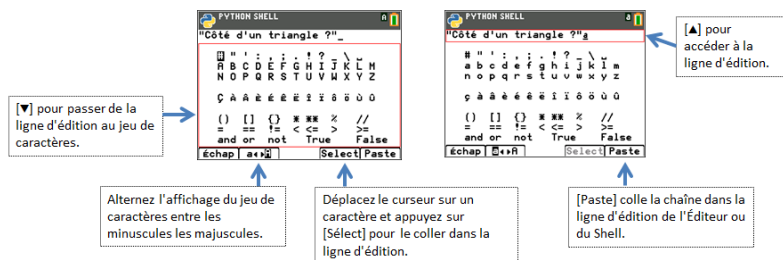 PYTHON SHELL
"Côté d'un triangle ?"_
# " ' : , ; . ! ? _ \ ~
A B C D E F G H I J K L M
N O P Q R S T U V W X Y Z
Ç À Â È É Ê Ë Î Ï Ô Ö Ù Û
() [] {} * ** % //
= == != < <= > >=
and or not True False
Échap a◂▸A Select Paste
PYTHON SHELL
"Côté d'un triangle ?"a
# " ' : , ; . ! ? _ \ ~
a b c d e f g h i j k l m
n o p q r s t u v w x y z
ç à â è é ê ë î ï ô ö ù û
() [] {} * ** % //
= == != < <= > >=
and or not True False
Échap a◂▸A Select Paste
[▲] pour
accéder à la
ligne d'édition.
[▼] pour passer de la
ligne d'édition au jeu de
caractères.
Alternez l'affichage du jeu de
caractères entre les
minuscules les majuscules.
Déplacez le curseur sur un
caractère et appuyez sur
[Sélect] pour le coller dans la
ligne d'édition.
[Paste] colle la chaîne dans la
ligne d'édition de l'Éditeur ou
du Shell.